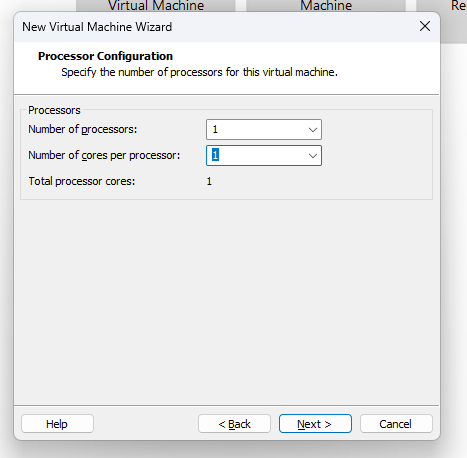 Virtual Machine
Machine
Re
New Virtual Machine Wizard
Processor Configuration
Specify the number of processors for this virtual machine.
Processors
Number of processors: 1
Number of cores per processor: 1
Total processor cores: 1
Help
< Back
Next >
Cancel